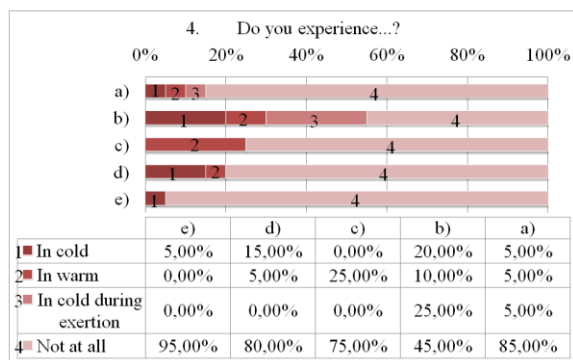 4. Do you experience...?
0% 20% 40% 60% 80% 100%
a) 1 2 3 4
b) 1 2 3 4
c) 2 4
d) 1 2 4
e) 1 4
e) d) c) b) a)
1 In cold 5,00% 15,00% 0,00% 20,00% 5,00%
2 In warm 0,00% 5,00% 25,00% 10,00% 5,00%
3 In cold during
exertion 0,00% 0,00% 0,00% 25,00% 5,00%
4 Not at all 95,00% 80,00% 75,00% 45,00% 85,00%